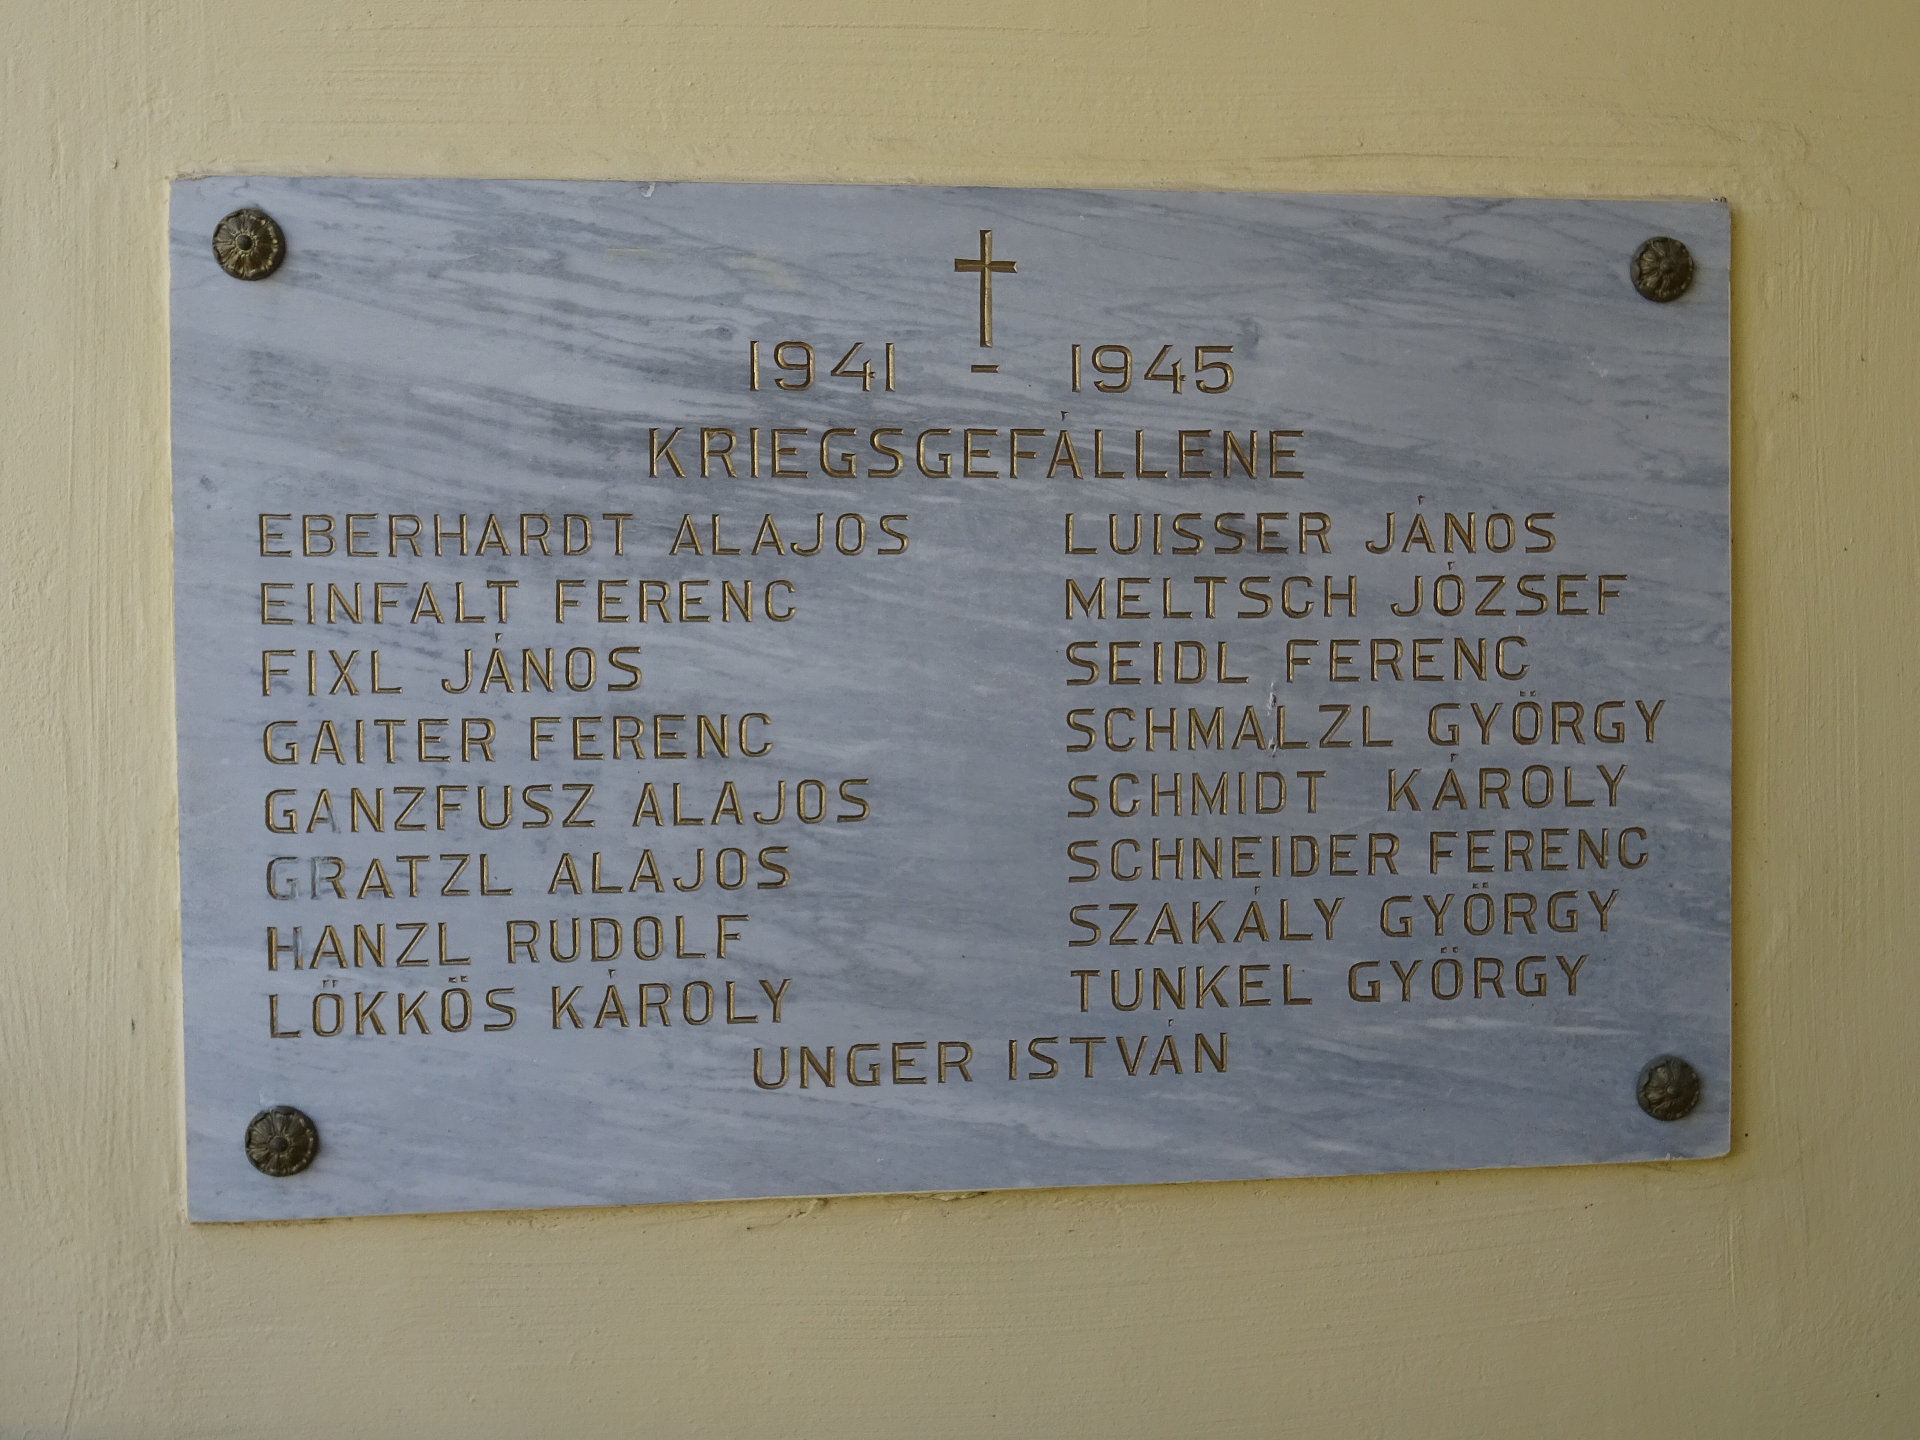 1941 - 1945
KRIEGSGEFÁLLENE
EBERHARDT ALAJOS
EINFALT FERENC
FIXL JÁNOS
GAITER FERENC
GANZFUSZ ALAJOS
GRATZL ALAJOS
HANZL RUDOLF
LÖKKÖS KÁROLY
LUISSER JÁNOS
MELTSCH JÓZSEF
SEIDL FERENC
SCHMALZL GYÖRGY
SCHMIDT KÁROLY
SCHNEIDER FERENC
SZAKÁLY GYÖRGY
TUNKEL GYÖRGY
UNGER ISTVÁN